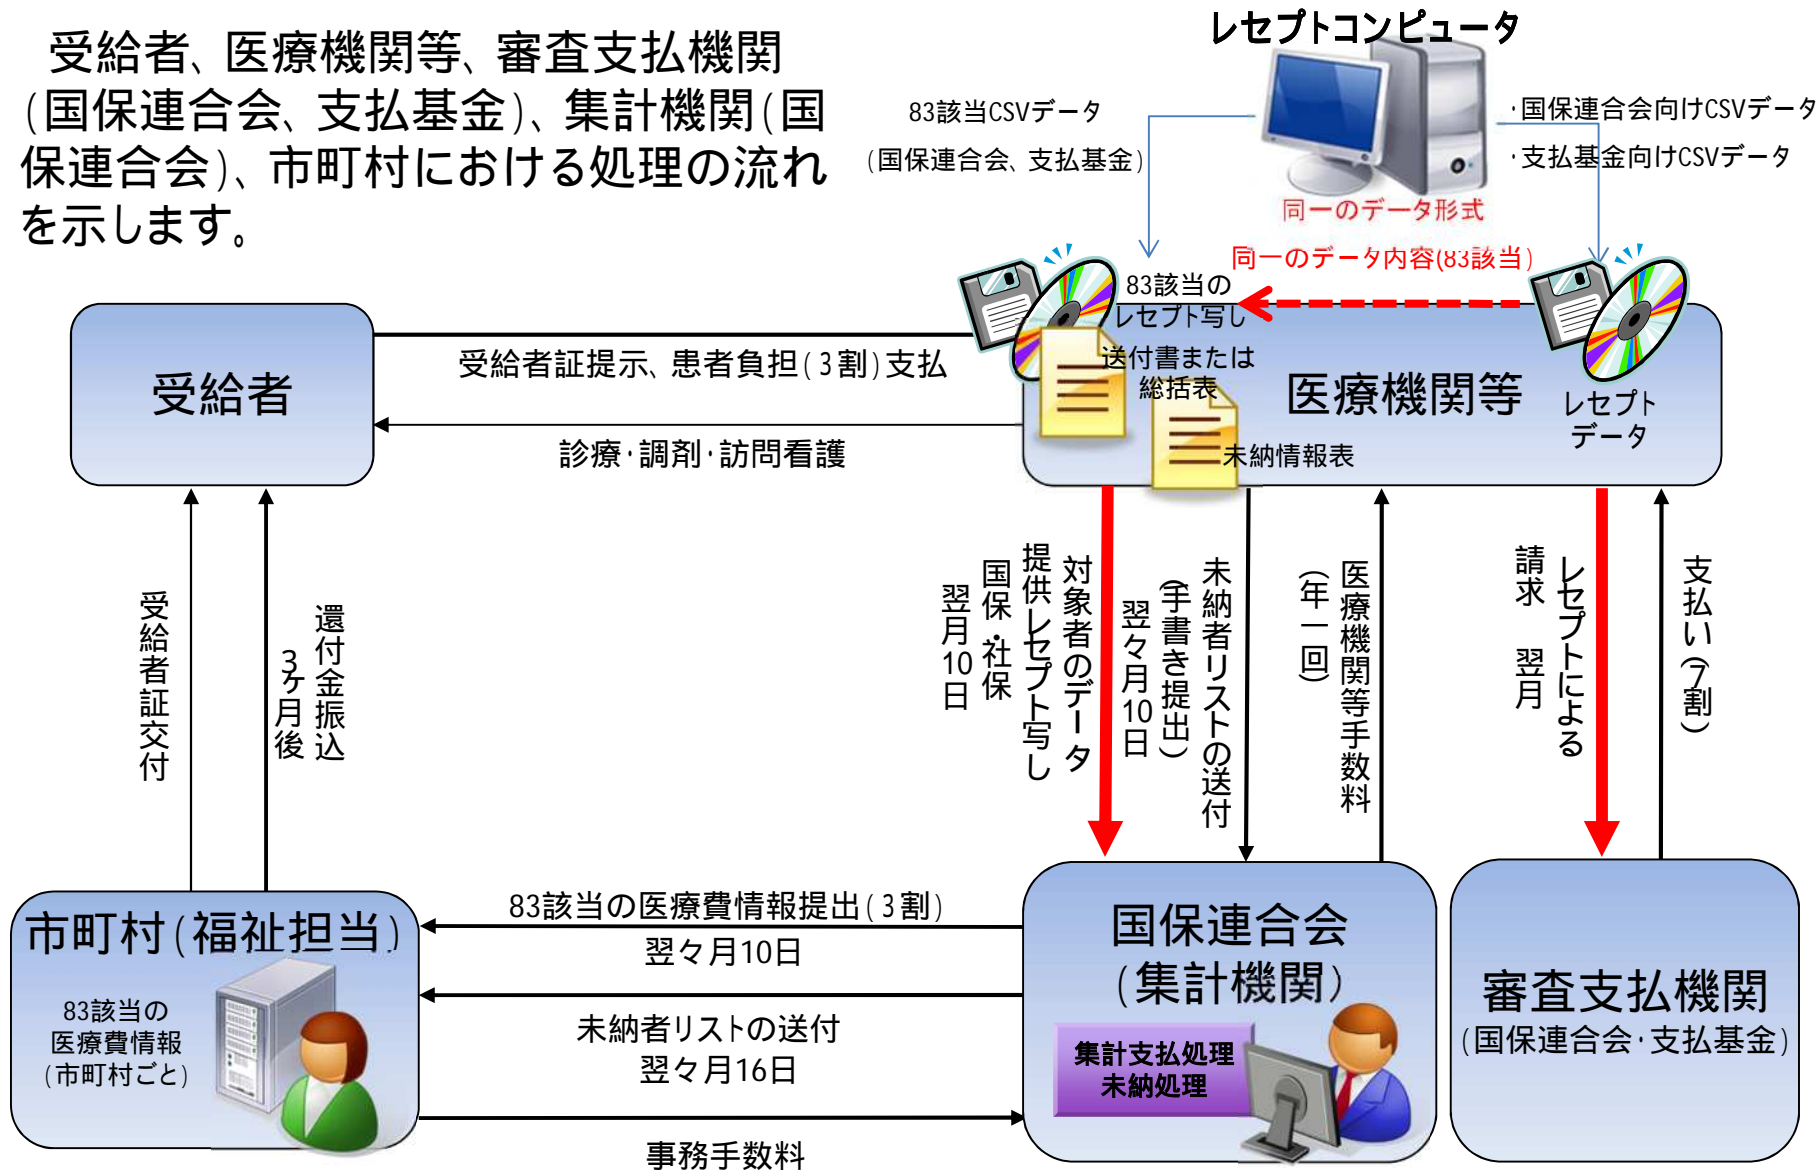 受給者、医療機関等、審査支払機関
(国保連合会、支払基金)、集計機関(国
保連合会)、市町村における処理の流れ
を示します。
レセプトコンピュータ
83該当CSVデータ
(国保連合会、支払基金)
・国保連合会向けCSVデータ
・支払基金向けCSVデータ
同一のデータ形式
同一のデータ内容(83該当)
83該当の
レセプト写し
送付書または
総括表
未納情報表
医療機関等
レセプト
データ
受給者
受給者証提示、患者負担(3割)支払
診療・調剤・訪問看護
受給者証交付
還付金振込
3ヶ月後
対象者のデータ
提供レセプト写し
国保・社保
翌月10日
未納者リストの送付
(手書き提出)
翌々月10日
医療機関等手数料
(年一回)
レセプトによる
請求 翌月
支払い(7割)
市町村(福祉担当)
83該当の
医療費情報
(市町村ごと)
83該当の医療費情報提出(3割)
翌々月10日
未納者リストの送付
翌々月16日
事務手数料
国保連合会
(集計機関)
集計支払処理
未納処理
審査支払機関
(国保連合会・支払基金)